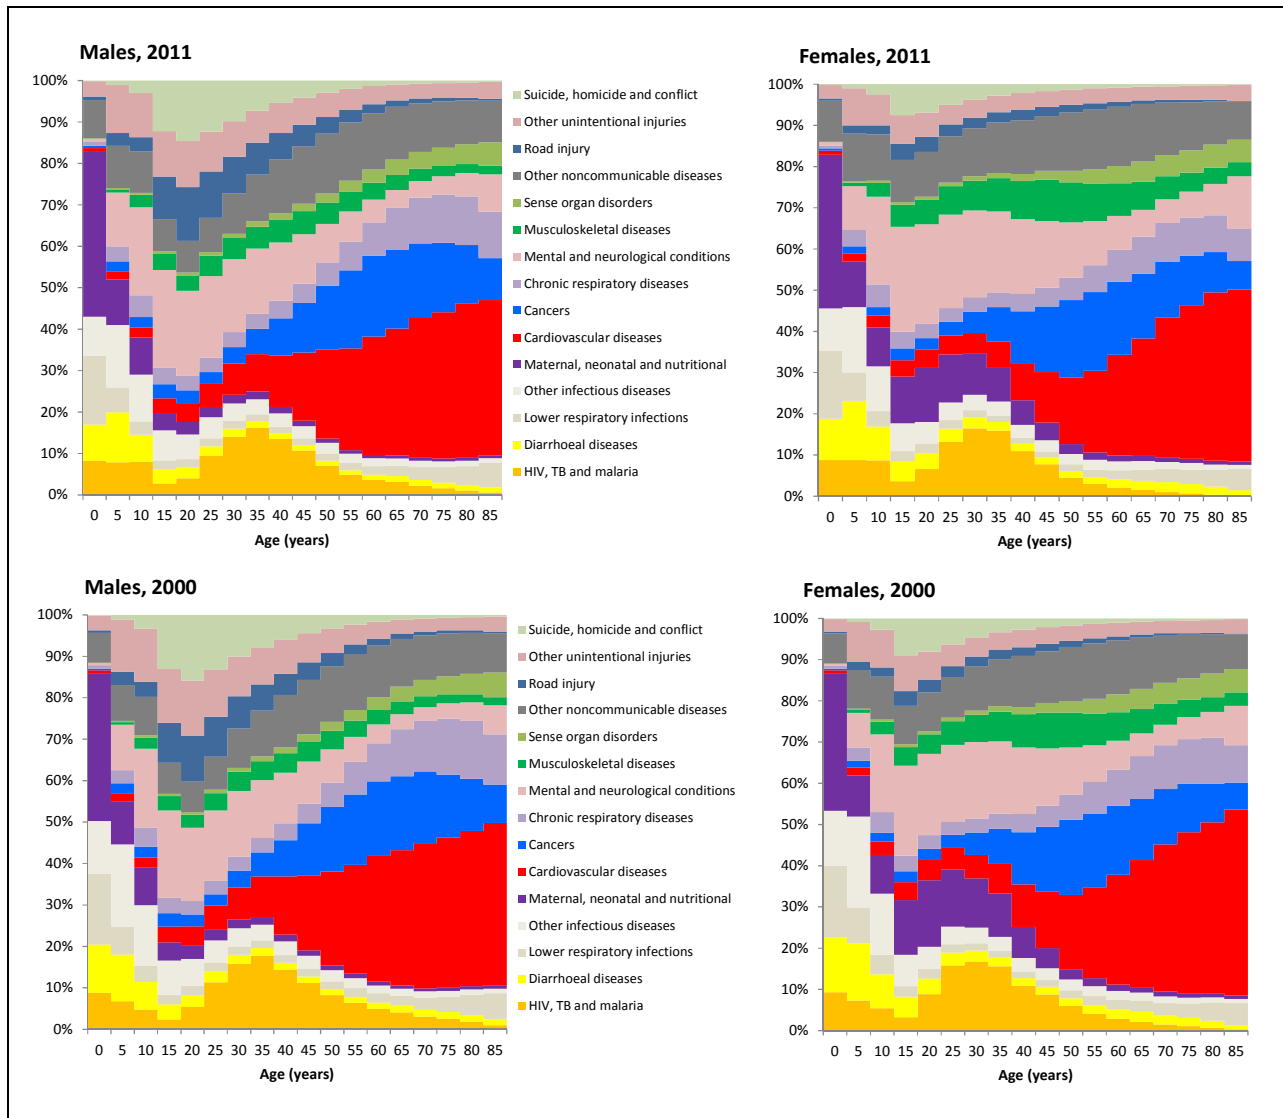 Males, 2011
100%
90%
80%
70%
60%
50%
40%
30%
20%
10%
0%
0 5 10 15 20 25 30 35 40 45 50 55 60 65 70 75 80 85
Age (years)
Suicide, homicide and conflict
Other unintentional injuries
Road injury
Other noncommunicable diseases
Sense organ disorders
Musculoskeletal diseases
Mental and neurological conditions
Chronic respiratory diseases
Cancers
Cardiovascular diseases
Maternal, neonatal and nutritional
Other infectious diseases
Lower respiratory infections
Diarrhoeal diseases
HIV, TB and malaria
Females, 2011
100%
90%
80%
70%
60%
50%
40%
30%
20%
10%
0%
0 5 10 15 20 25 30 35 40 45 50 55 60 65 70 75 80 85
Age (years)
Males, 2000
100%
90%
80%
70%
60%
50%
40%
30%
20%
10%
0%
0 5 10 15 20 25 30 35 40 45 50 55 60 65 70 75 80 85
Age (years)
Suicide, homicide and conflict
Other unintentional injuries
Road injury
Other noncommunicable diseases
Sense organ disorders
Musculoskeletal diseases
Mental and neurological conditions
Chronic respiratory diseases
Cancers
Cardiovascular diseases
Maternal, neonatal and nutritional
Other infectious diseases
Lower respiratory infections
Diarrhoeal diseases
HIV, TB and malaria
Females, 2000
100%
90%
80%
70%
60%
50%
40%
30%
20%
10%
0%
0 5 10 15 20 25 30 35 40 45 50 55 60 65 70 75 80 85
Age (years)